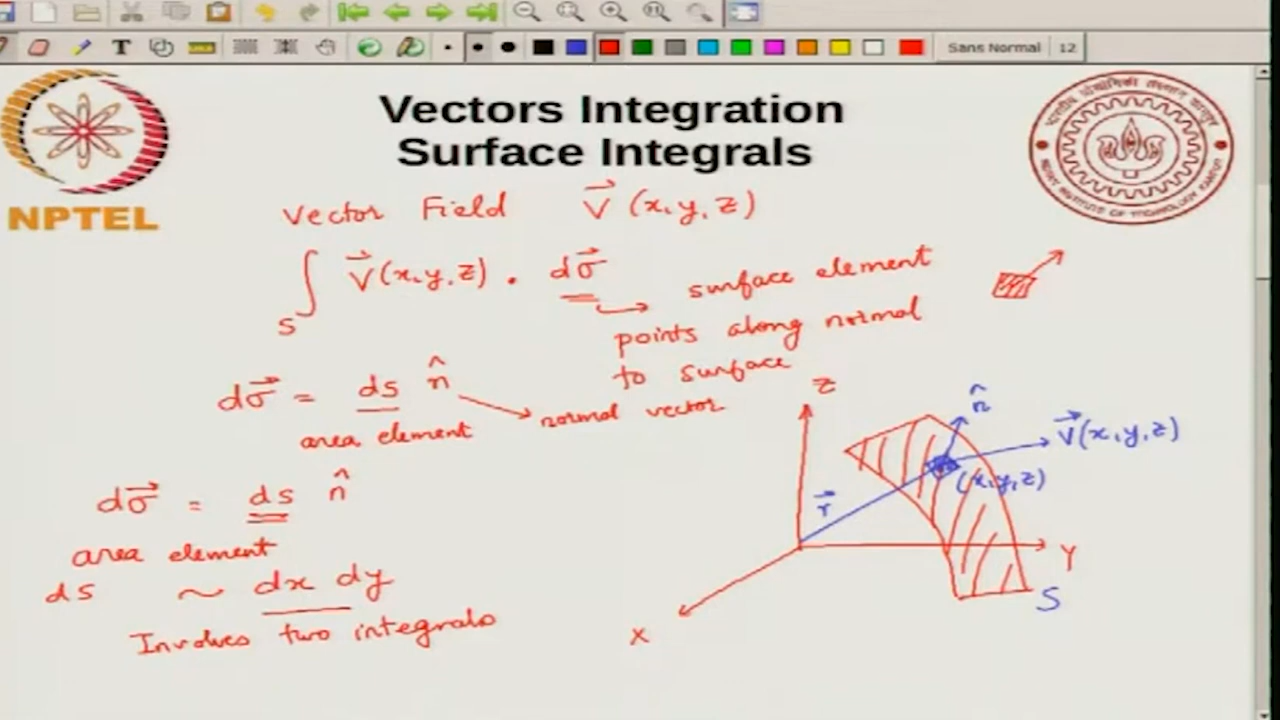 T
Sans Normal 12
Vectors Integration
Surface Integrals
NPTEL
Vector Field V⃗ (x,y,z)
∫S V⃗(x,y,z) . dσ⃗
surface element
points along normal
to surface
dσ⃗ = ds n̂
area element
normal vector
dσ⃗ = ds n̂
area element
ds ~ dx dy
Involves two integrals
Z
n̂
V⃗(x,y,z)
(x,y,z)
r⃗
Y
S
X